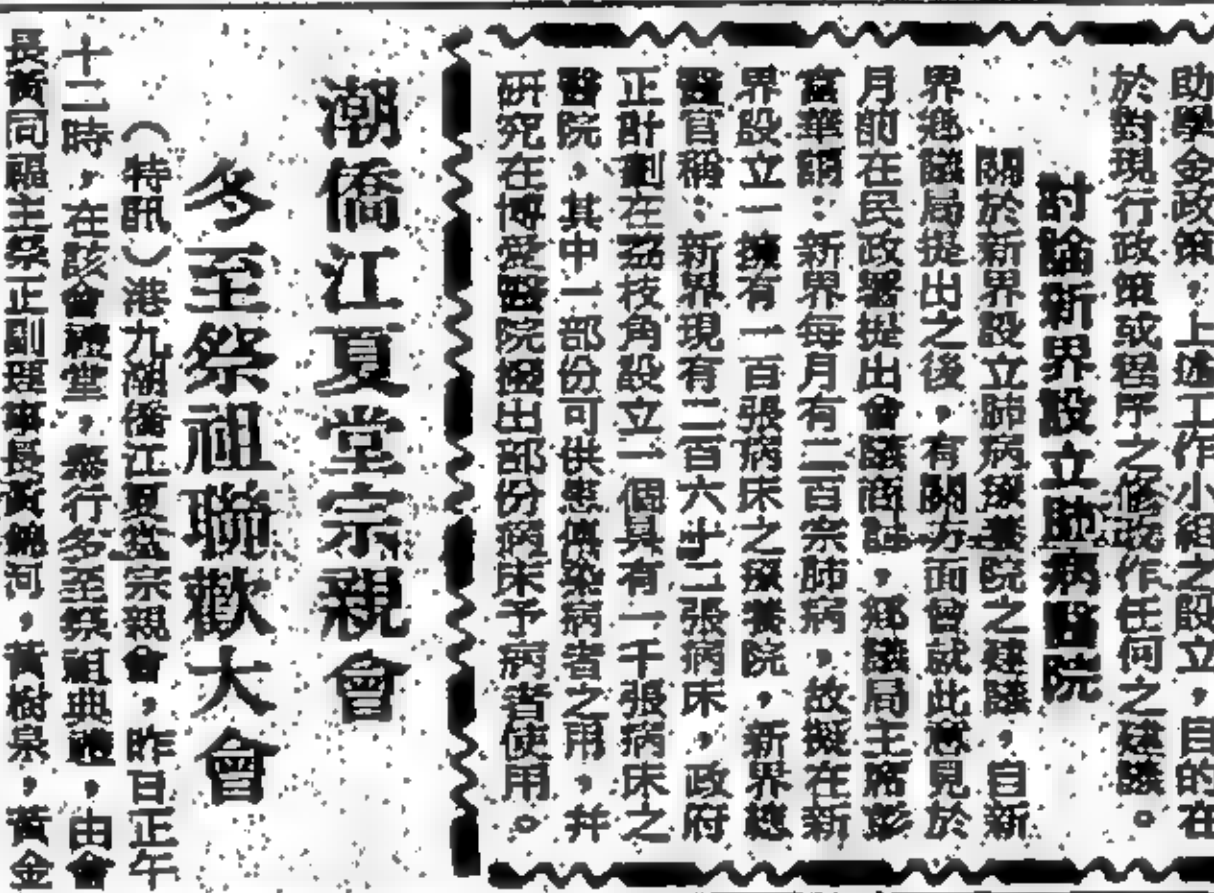 助學金政策,上述工作小組之設立,目的在
於對現行政策或程序之修改作任何之建議。
討論新界設立肺病醫院
關於新界設立肺病療養院之建議,自新
界鄉議局提出之後,有關方面曾就此意見於
月前在民政署提出會議商討,鄉議局主席彭
富華謂:新界每月有二百宗肺病,故擬在新
界設立一擁有一百張病床之療養院,新界總
醫官稱:新界現有二百六十二張病床,政府
正計劃在荔枝角設立一個具有一千張病床之
醫院,其中一部份可供患傳染病者之用,并
研究在博愛醫院撥出部份病床予病者使用。
潮僑江夏堂宗親會
冬至祭祖聯歡大會
(特訊)港九潮僑江夏堂宗親會,昨日正午
十二時,在該會禮堂,舉行冬至祭祖典禮,由會
長黃同福主祭正副理事長黃錦河,黃樹泉,黃金